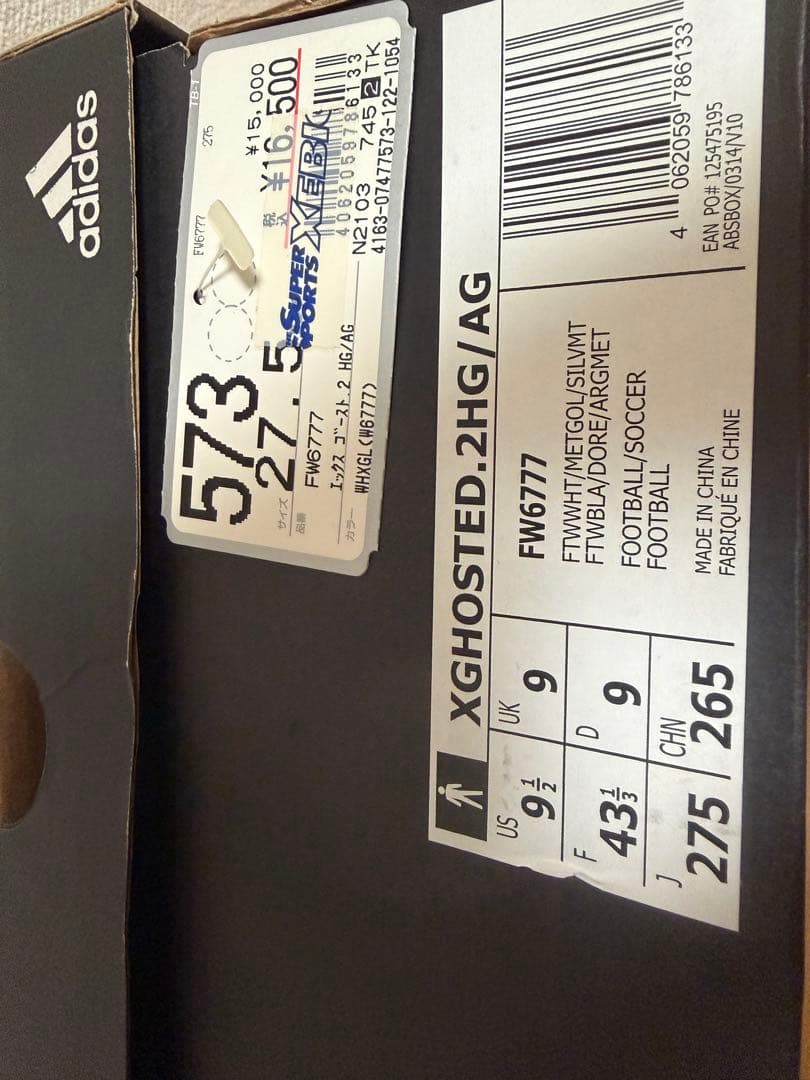 adidas
TB-1
275
FW6777
¥15,000
税込 ¥16,500
573
サイズ 27.5
SUPER SPORTS XEBIO
品番 FW6777
エックス ゴースト.2 HG/AG
カラー WHXGL(W6777)
4062059786133
N2103 745 2 TK
4163-07477573-122-1054
XGHOSTED.2HG/AG
US 9½
UK 9
F 43⅓
D 9
J 275
CHN 265
FW6777
FTWWHT/METGOL/SILVMT
FTWBLA/DORE/ARGMET
FOOTBALL/SOCCER
FOOTBALL
MADE IN CHINA
FABRIQUÉ EN CHINE
4 062059 786133
EAN PO# 125475195
ABSBOX/0314/N10